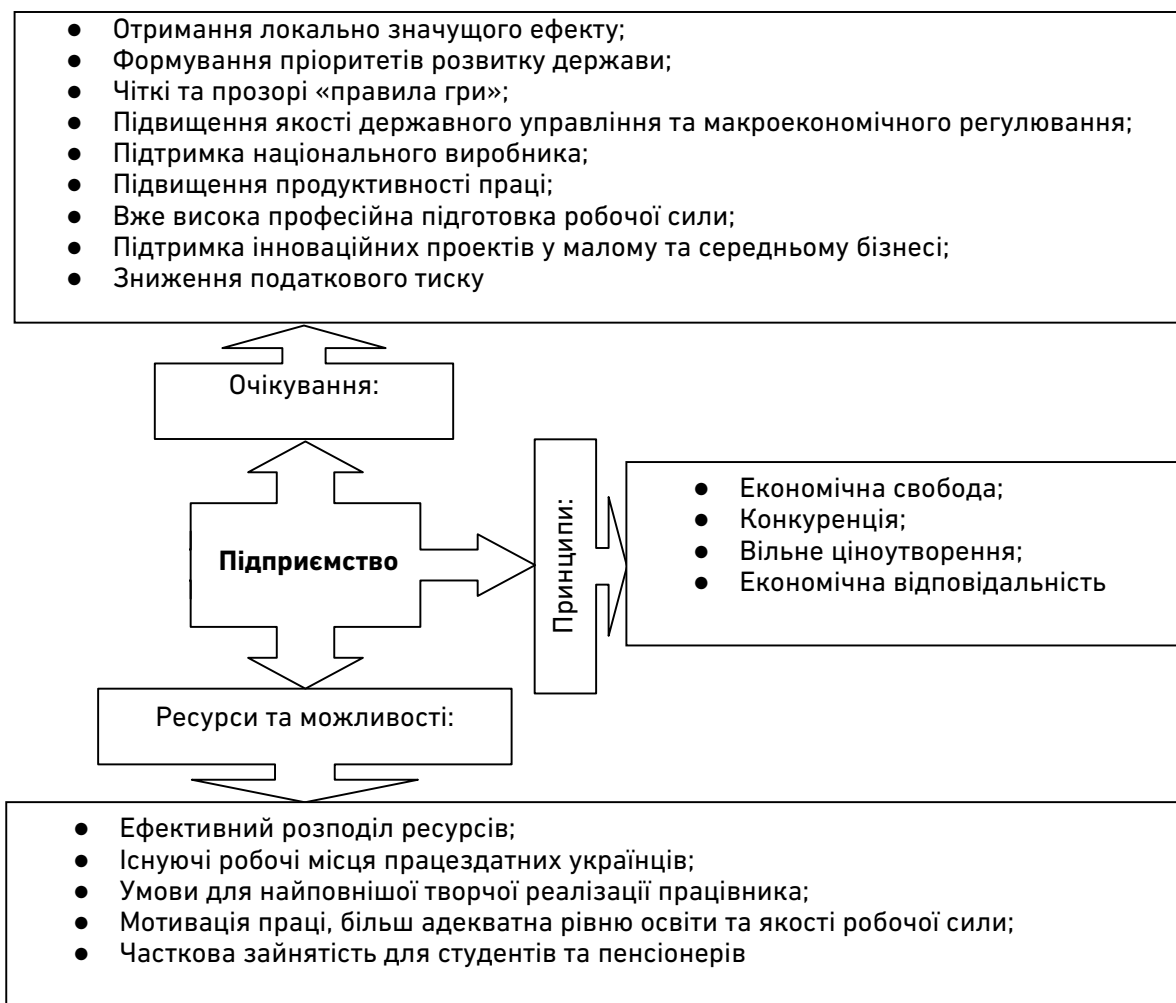 ● Отримання локально значущого ефекту;
● Формування пріоритетів розвитку держави;
● Чіткі та прозорі «правила гри»;
● Підвищення якості державного управління та макроекономічного регулювання;
● Підтримка національного виробника;
● Підвищення продуктивності праці;
● Вже висока професійна підготовка робочої сили;
● Підтримка інноваційних проектів у малому та середньому бізнесі;
● Зниження податкового тиску
Очікування:
Підприємство
Принципи:
● Економічна свобода;
● Конкуренція;
● Вільне ціноутворення;
● Економічна відповідальність
Ресурси та можливості:
● Ефективний розподіл ресурсів;
● Існуючі робочі місця працездатних українців;
● Умови для найповнішої творчої реалізації працівника;
● Мотивація праці, більш адекватна рівню освіти та якості робочої сили;
● Часткова зайнятість для студентів та пенсіонерів